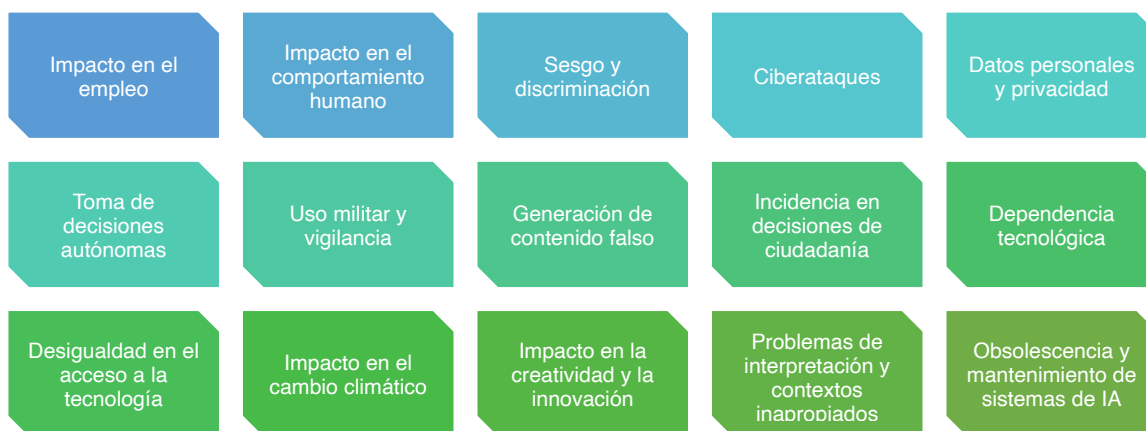 Impacto en el
empleo
Impacto en el
comportamiento
humano
Sesgo y
discriminación
Ciberataques
Datos personales
y privacidad
Toma de
decisiones
autónomas
Uso militar y
vigilancia
Generación de
contenido falso
Incidencia en
decisiones de
ciudadanía
Dependencia
tecnológica
Desigualdad en el
acceso a la
tecnología
Impacto en el
cambio climático
Impacto en la
creatividad y la
innovación
Problemas de
interpretación y
contextos
inapropiados
Obsolescencia y
mantenimiento de
sistemas de IA